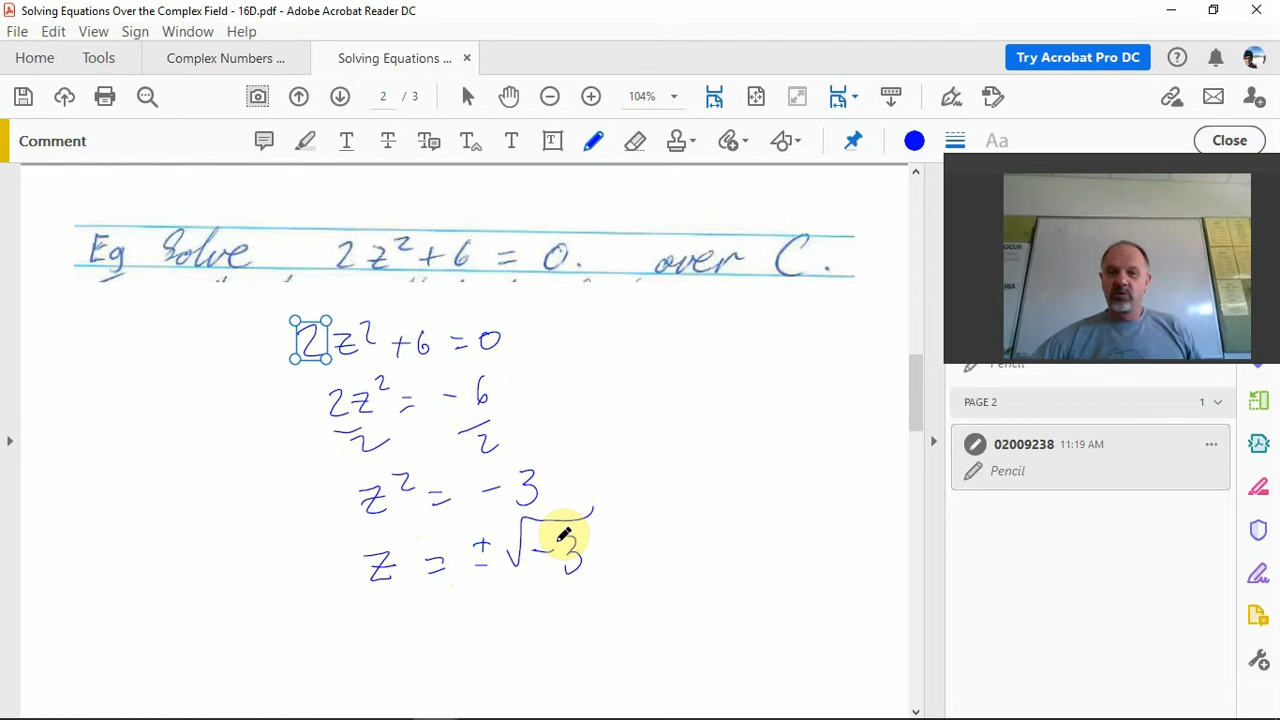 Solving Equations Over the Complex Field - 16D.pdf - Adobe Acrobat Reader DC
File Edit View Sign Window Help
Home Tools Complex Numbers ... Solving Equations ... × Try Acrobat Pro DC
2 / 3 104%
Comment Aa Close
Eg Solve 2z² + 6 = 0. over C.
2z² + 6 = 0
2z² = - 6
/2 /2
z² = - 3
z = ± √-3
Pencil
PAGE 2 1
02009238 11:19 AM ...
Pencil